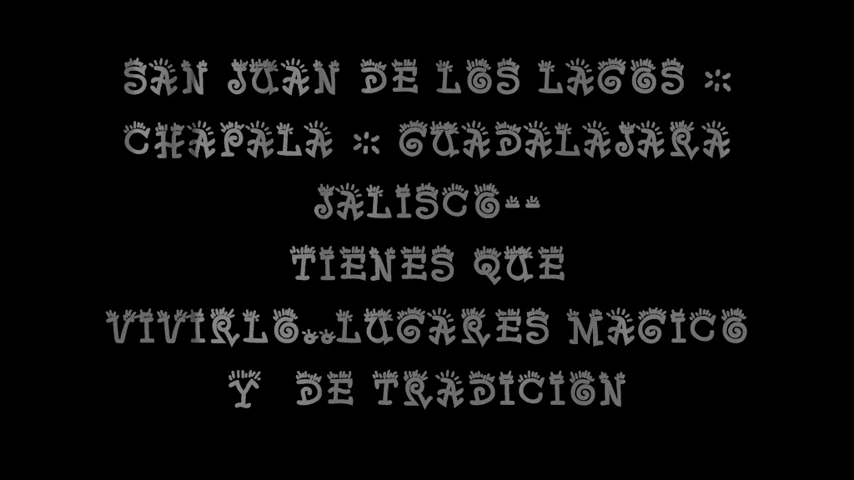 SAN JUAN DE LOS LAGOS *
CHAPALA * GUADALAJARA
JALISCO--
TIENES QUE
VIVIRLO..LUGARES MAGICO
Y DE TRADICION